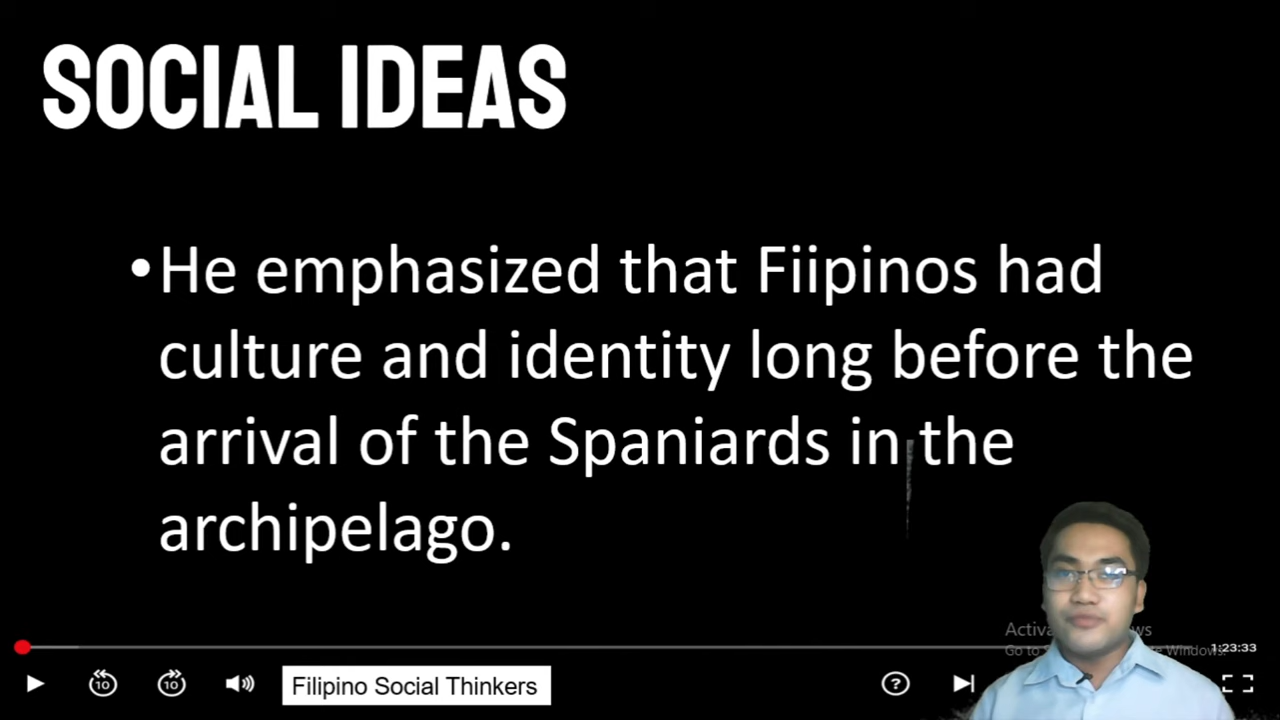 SOCIAL IDEAS
•He emphasized that Fiipinos had
culture and identity long before the
arrival of the Spaniards in the
archipelago.
1:23:33
10
10
Filipino Social Thinkers
?